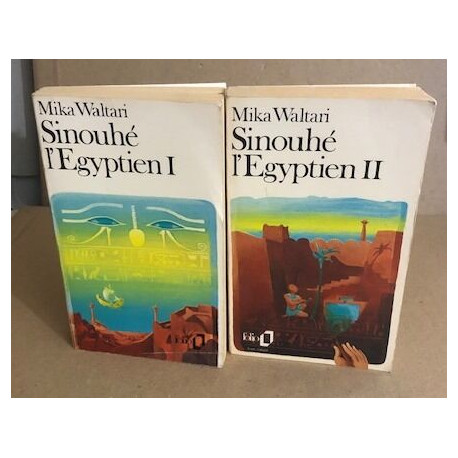 Mika Waltari
Sinouhé
l'Egyptien I
folio
Mika Waltari
Sinouhé
l'Egyptien II
folio